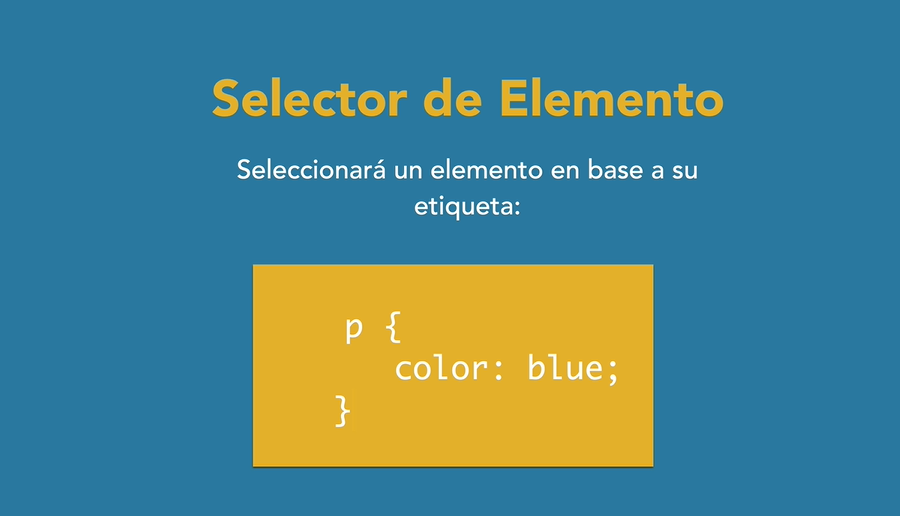 Selector de Elemento
Seleccionará un elemento en base a su
etiqueta:
p {
color: blue;
}